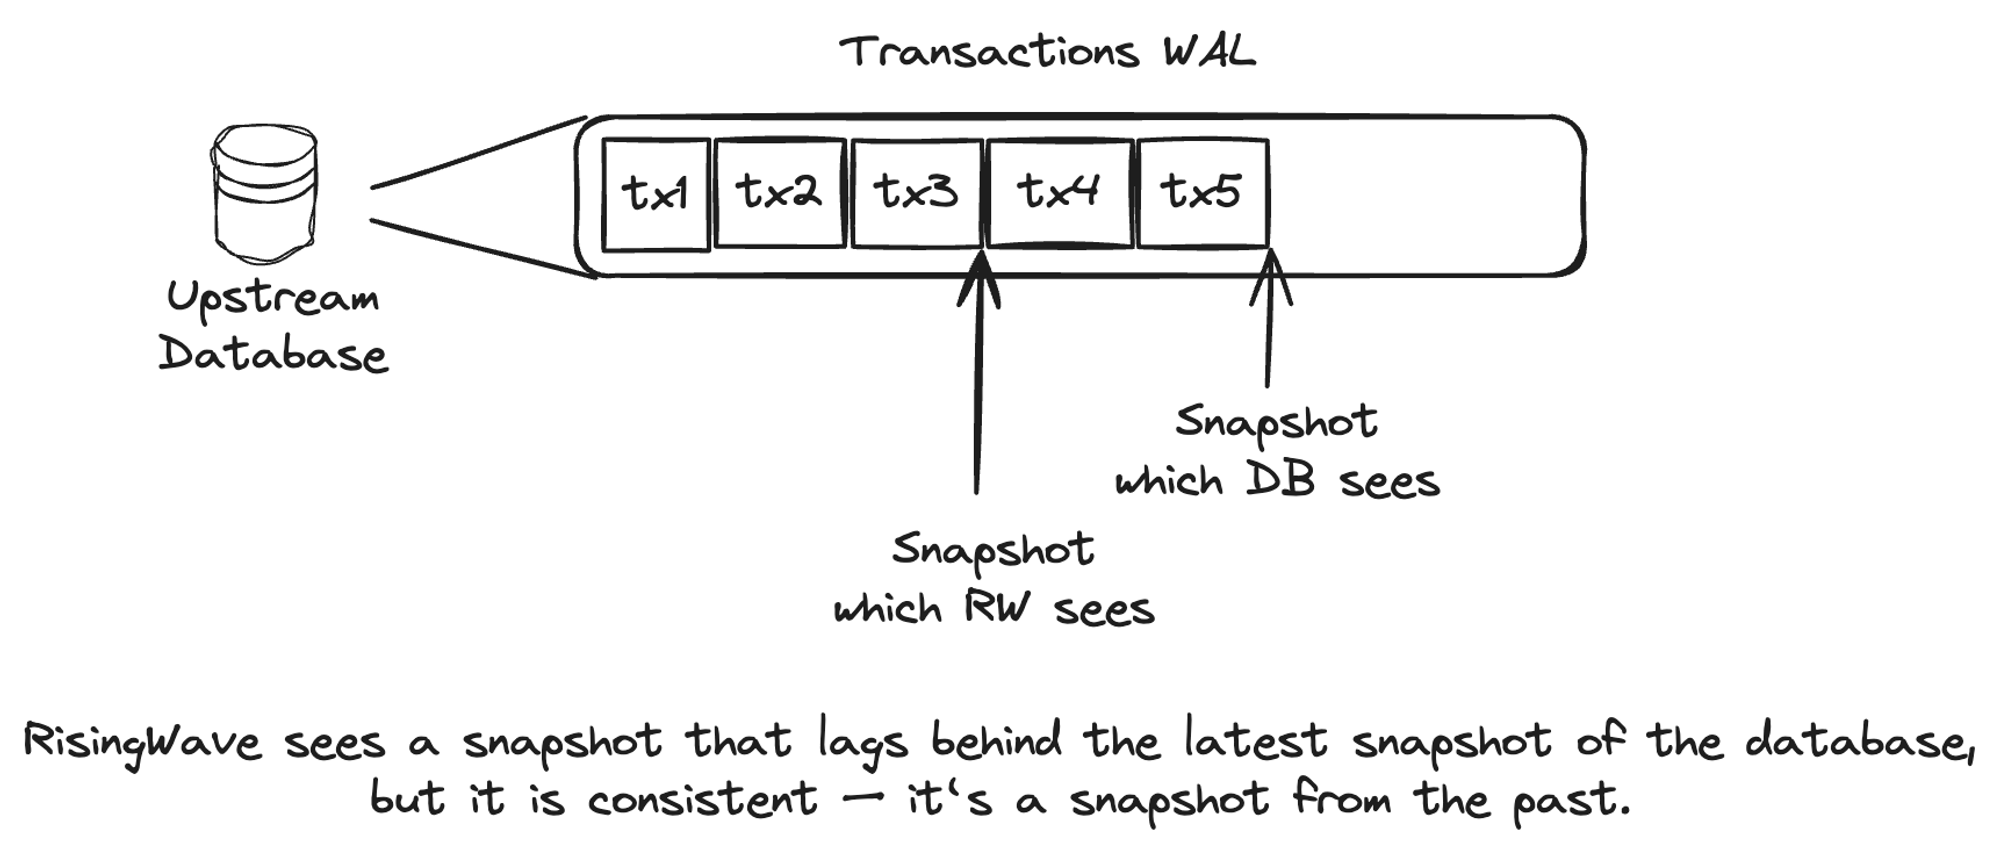 Transactions WAL
tx1 tx2 tx3 tx4 tx5
Upstream
Database
Snapshot
which DB sees
Snapshot
which RW sees
RisingWave sees a snapshot that lags behind the latest snapshot of the database,
but it is consistent — it's a snapshot from the past.